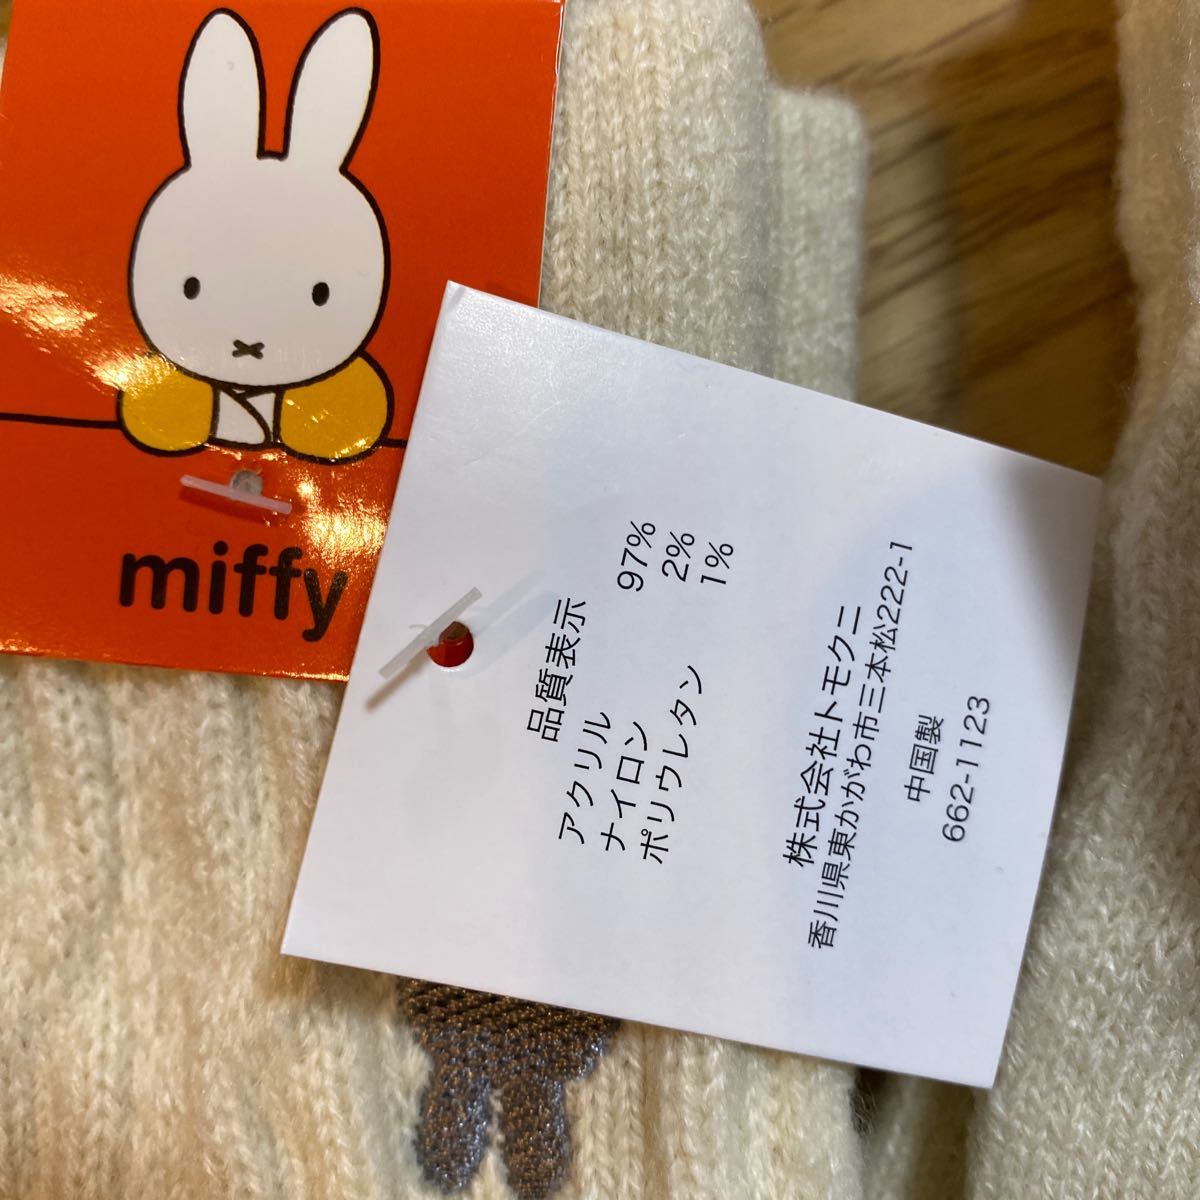 miffy
品質表示
アクリル 97%
ナイロン 2%
ポリウレタン 1%
株式会社トモクニ
香川県東かがわ市三本松222-1
中国製
662-1123